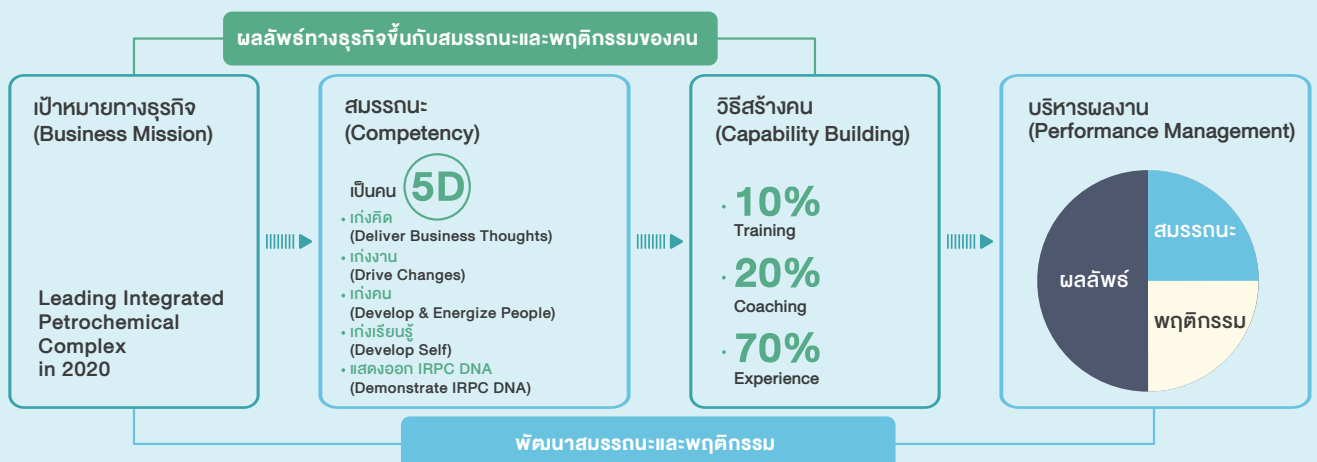 ผลลัพธ์ทางธุรกิจขึ้นกับสมรรถนะและพฤติกรรมของคน
เป้าหมายทางธุรกิจ
(Business Mission)
Leading Integrated
Petrochemical
Complex
in 2020
สมรรถนะ
(Competency)
เป็นคน 5D
• เก่งคิด
(Deliver Business Thoughts)
• เก่งงาน
(Drive Changes)
• เก่งคน
(Develop & Energize People)
• เก่งเรียนรู้
(Develop Self)
• แสดงออก IRPC DNA
(Demonstrate IRPC DNA)
วิธีสร้างคน
(Capability Building)
• 10%
Training
• 20%
Coaching
• 70%
Experience
บริหารผลงาน
(Performance Management)
สมรรถนะ
ผลลัพธ์
พฤติกรรม
พัฒนาสมรรถนะและพฤติกรรม